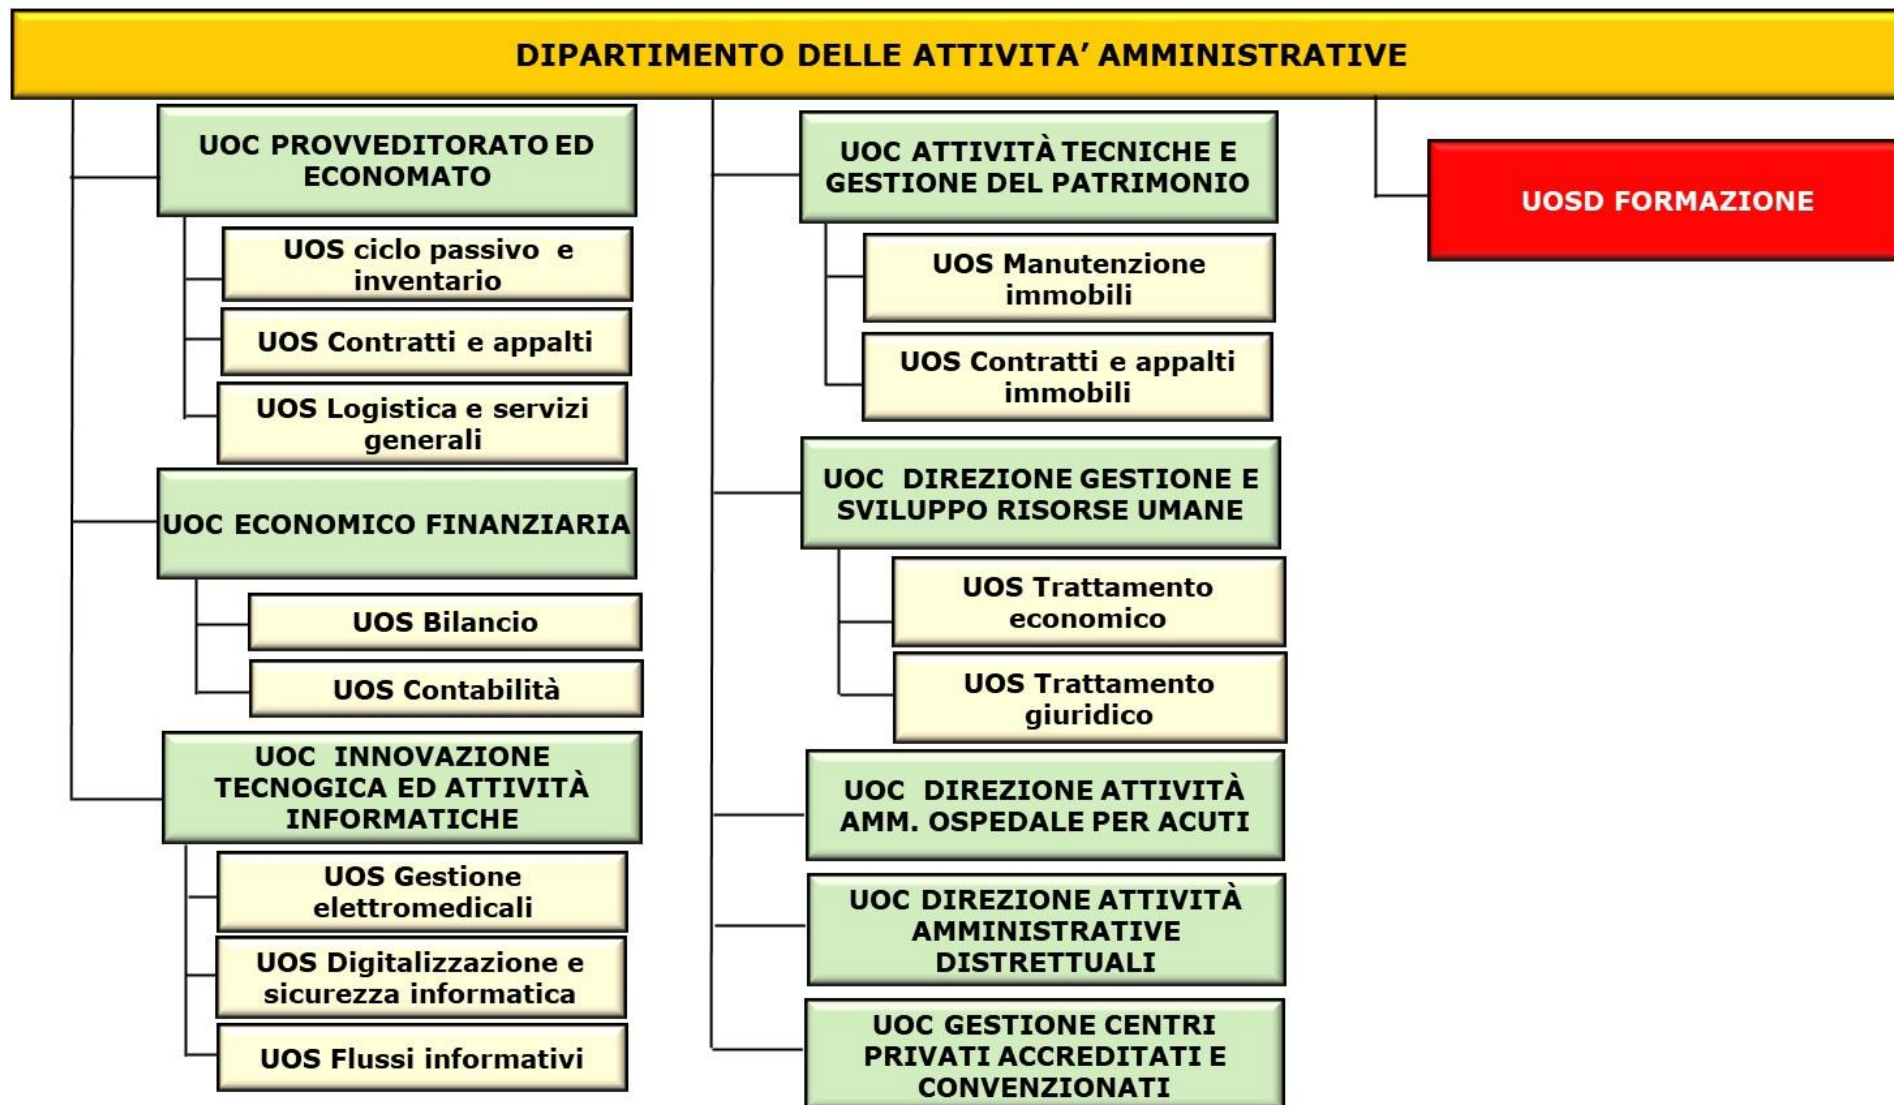 DIPARTIMENTO DELLE ATTIVITA’ AMMINISTRATIVE
UOC PROVVEDITORATO ED
ECONOMATO
UOS ciclo passivo e
inventario
UOS Contratti e appalti
UOS Logistica e servizi
generali
UOC ECONOMICO FINANZIARIA
UOS Bilancio
UOS Contabilità
UOC INNOVAZIONE
TECNOGICA ED ATTIVITÀ
INFORMATICHE
UOS Gestione
elettromedicali
UOS Digitalizzazione e
sicurezza informatica
UOS Flussi informativi
UOC ATTIVITÀ TECNICHE E
GESTIONE DEL PATRIMONIO
UOS Manutenzione
immobili
UOS Contratti e appalti
immobili
UOC DIREZIONE GESTIONE E
SVILUPPO RISORSE UMANE
UOS Trattamento
economico
UOS Trattamento
giuridico
UOC DIREZIONE ATTIVITÀ
AMM. OSPEDALE PER ACUTI
UOC DIREZIONE ATTIVITÀ
AMMINISTRATIVE
DISTRETTUALI
UOC GESTIONE CENTRI
PRIVATI ACCREDITATI E
CONVENZIONATI
UOSD FORMAZIONE